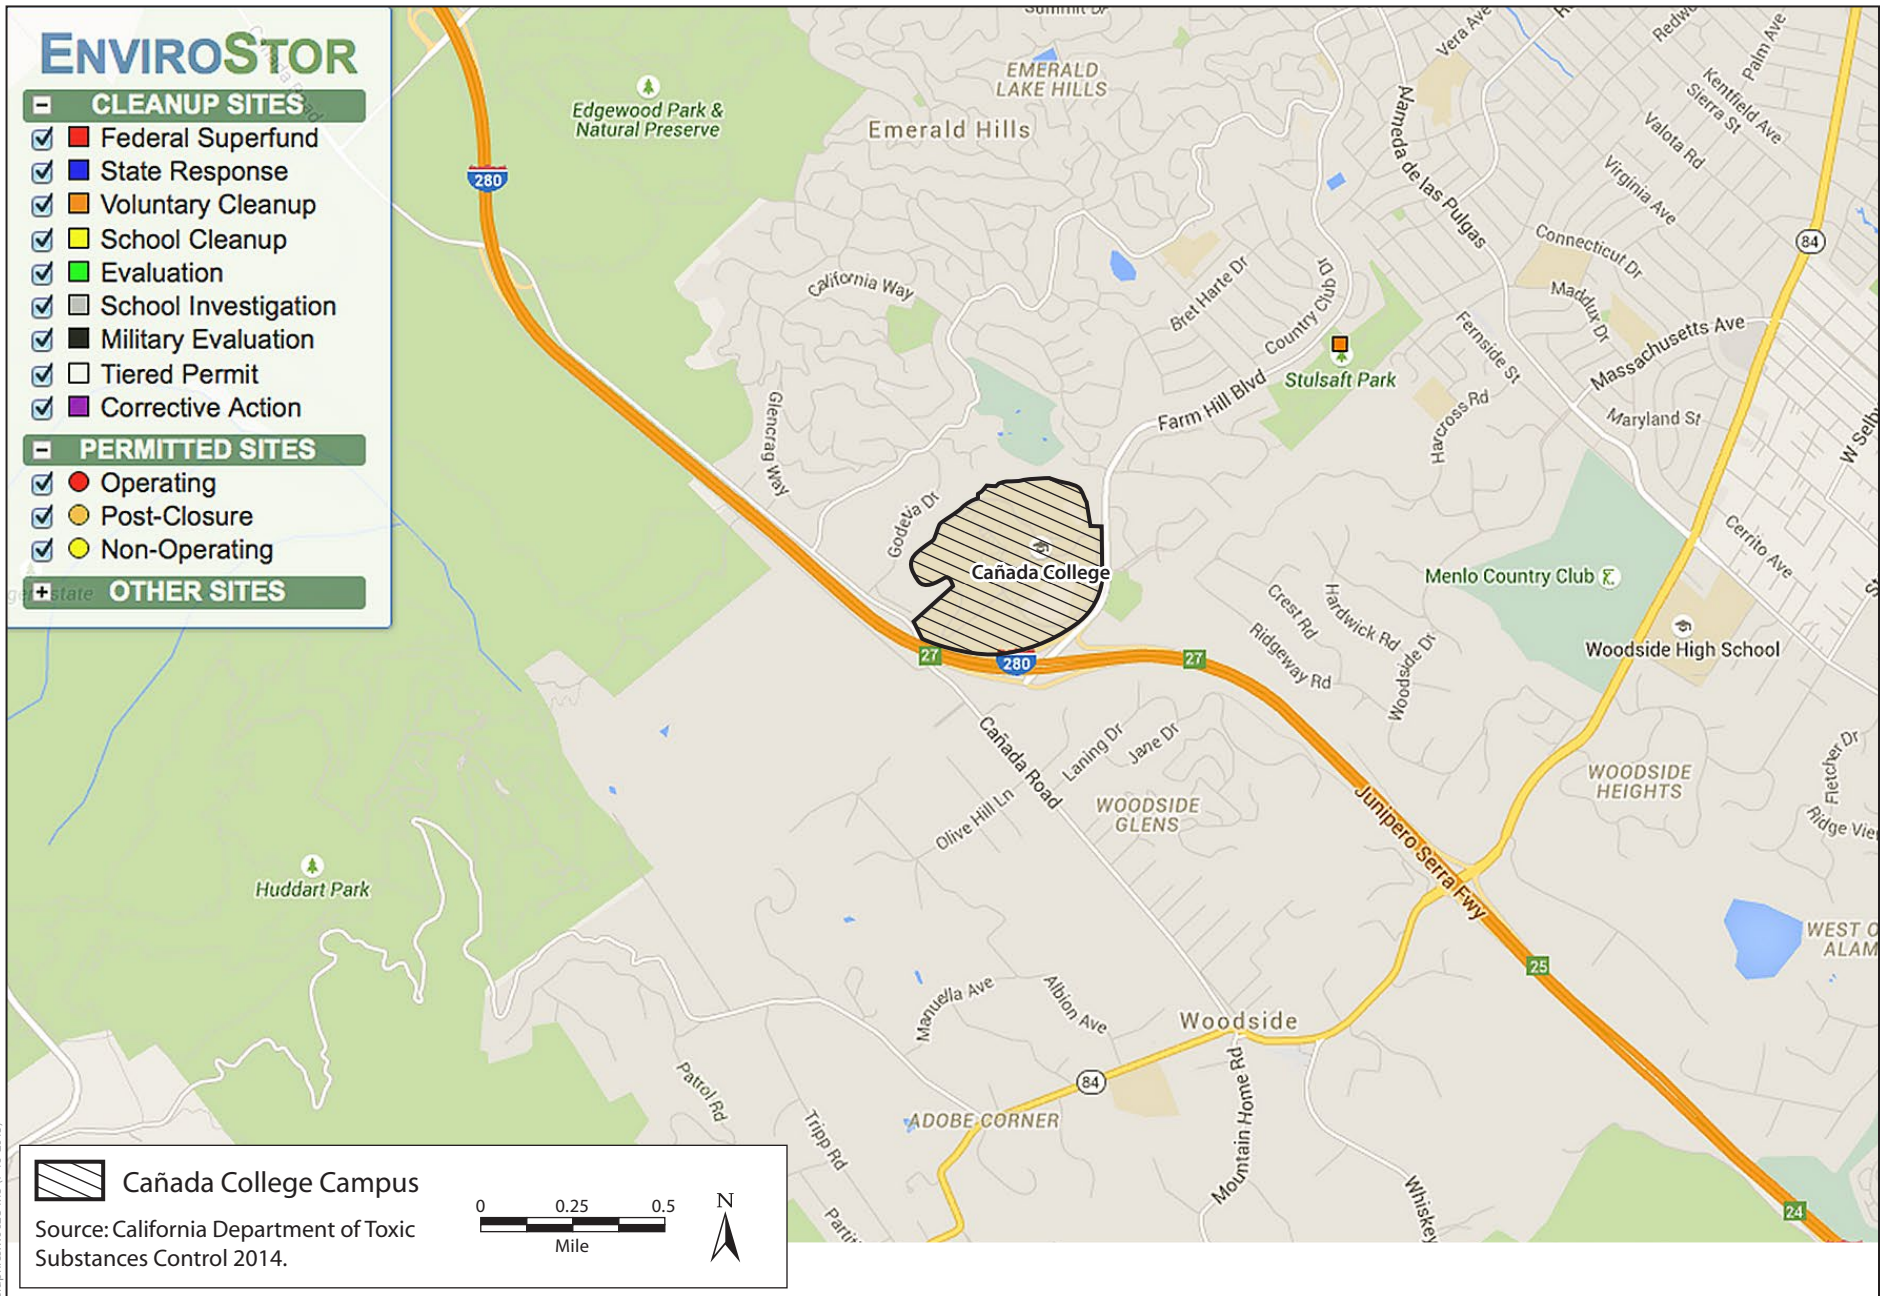 ENVIROSTOR
CLEANUP SITES
Federal Superfund
State Response
Voluntary Cleanup
School Cleanup
Evaluation
School Investigation
Military Evaluation
Tiered Permit
Corrective Action
PERMITTED SITES
Operating
Post-Closure
Non-Operating
OTHER SITES
Summit Dr
EMERALD
LAKE HILLS
Emerald Hills
Edgewood Park &
Natural Preserve
280
Vera Ave
Palm Ave
Kentfield Ave
Sierra St
Valota Rd
Virginia Ave
Alameda de las Pulgas
Connecticut Dr
84
Maddux Dr
Massachusetts Ave
Fernside St
Maryland St
Harcross Rd
California Way
Bret Harte Dr
Country Club Dr
Stulsaft Park
Farm Hill Blvd
Glencrag Way
Godetia Dr
Cañada College
Cerrito Ave
Menlo Country Club
Woodside High School
Crest Rd
Hardwick Rd
Ridgeway Rd
Woodside Dr
27
280
27
Cañada Road
Laning Dr
Jane Dr
Olive Hill Ln
WOODSIDE
GLENS
WOODSIDE
HEIGHTS
Fletcher Dr
Junipero Serra Fwy
Huddart Park
25
Manuella Ave
Albion Ave
Woodside
84
Mountain Home Rd
ADOBE CORNER
Patrol Rd
Tripp Rd
Whiskey
24
Cañada College Campus
Source: California Department of Toxic
Substances Control 2014.
0 0.25 0.5
Mile
N